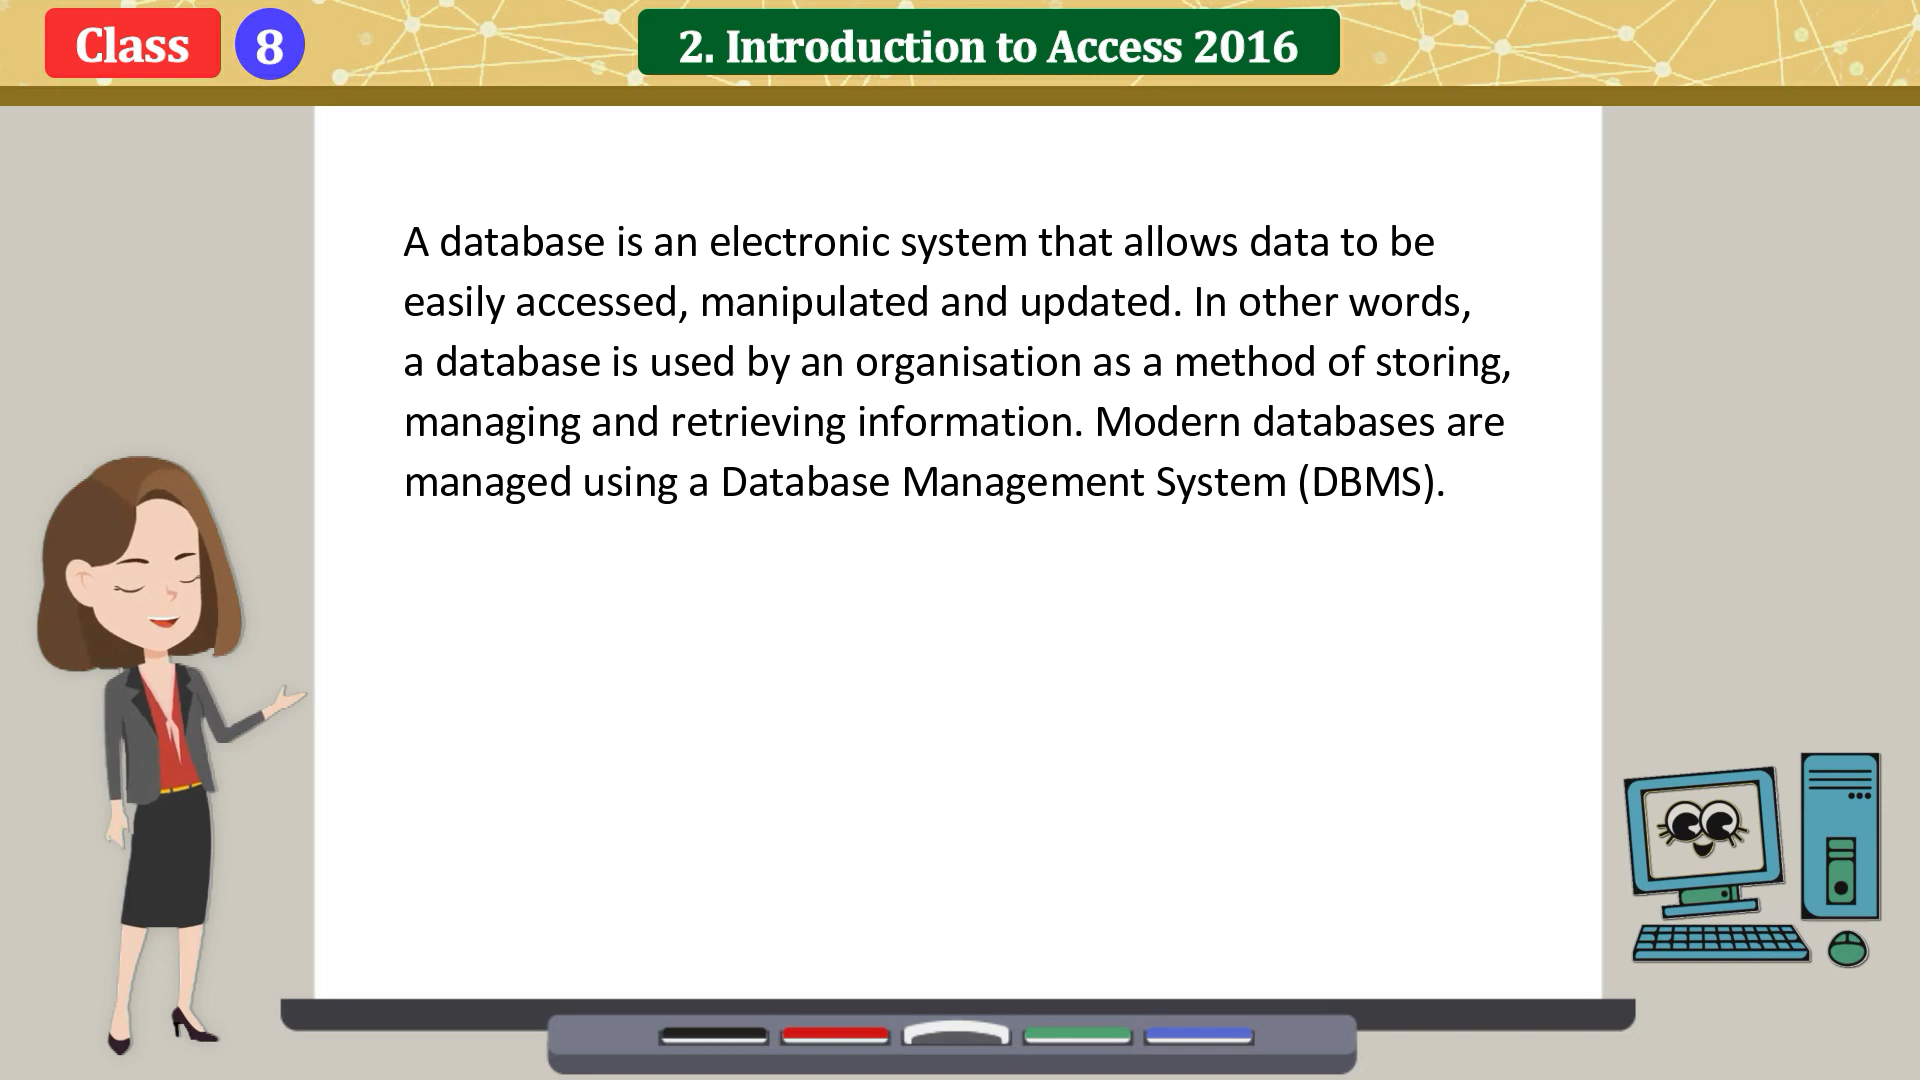 Class 8
2. Introduction to Access 2016
A database is an electronic system that allows data to be
easily accessed, manipulated and updated. In other words,
a database is used by an organisation as a method of storing,
managing and retrieving information. Modern databases are
managed using a Database Management System (DBMS).